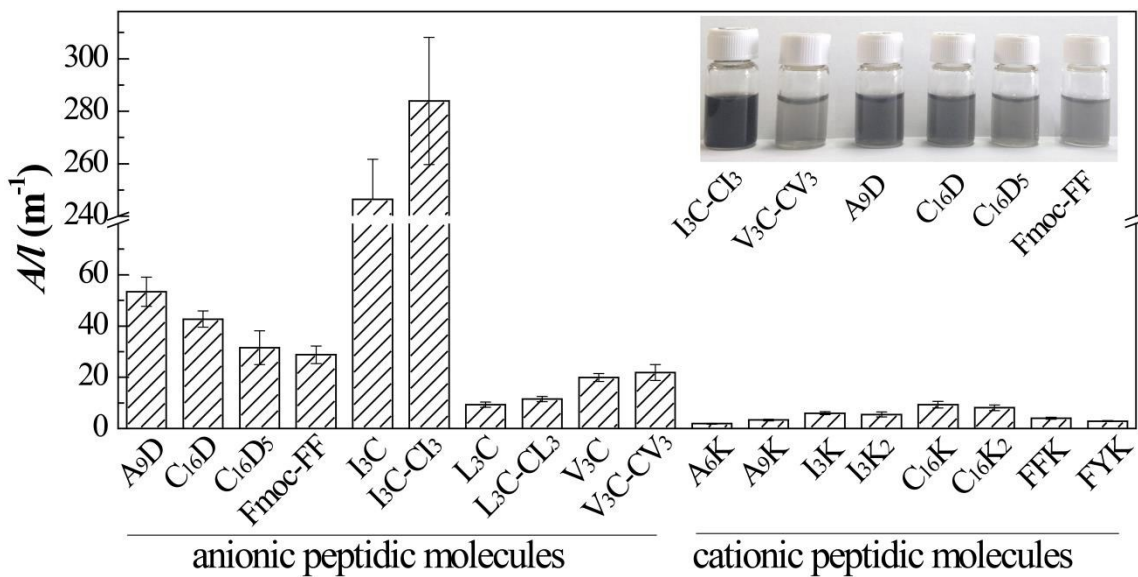 A/l (m⁻¹)
300
280
260
240
60
40
20
0
I₃C-CI₃
V₃C-CV₃
A₉D
C₁₆D
C₁₆D₅
Fmoc-FF
A₉D
C₁₆D
C₁₆D₅
Fmoc-FF
I₃C
I₃C-CI₃
L₃C
L₃C-CL₃
V₃C
V₃C-CV₃
A₆K
A₉K
I₃K
I₃K₂
C₁₆K
C₁₆K₂
FFK
FYK
anionic peptidic molecules
cationic peptidic molecules